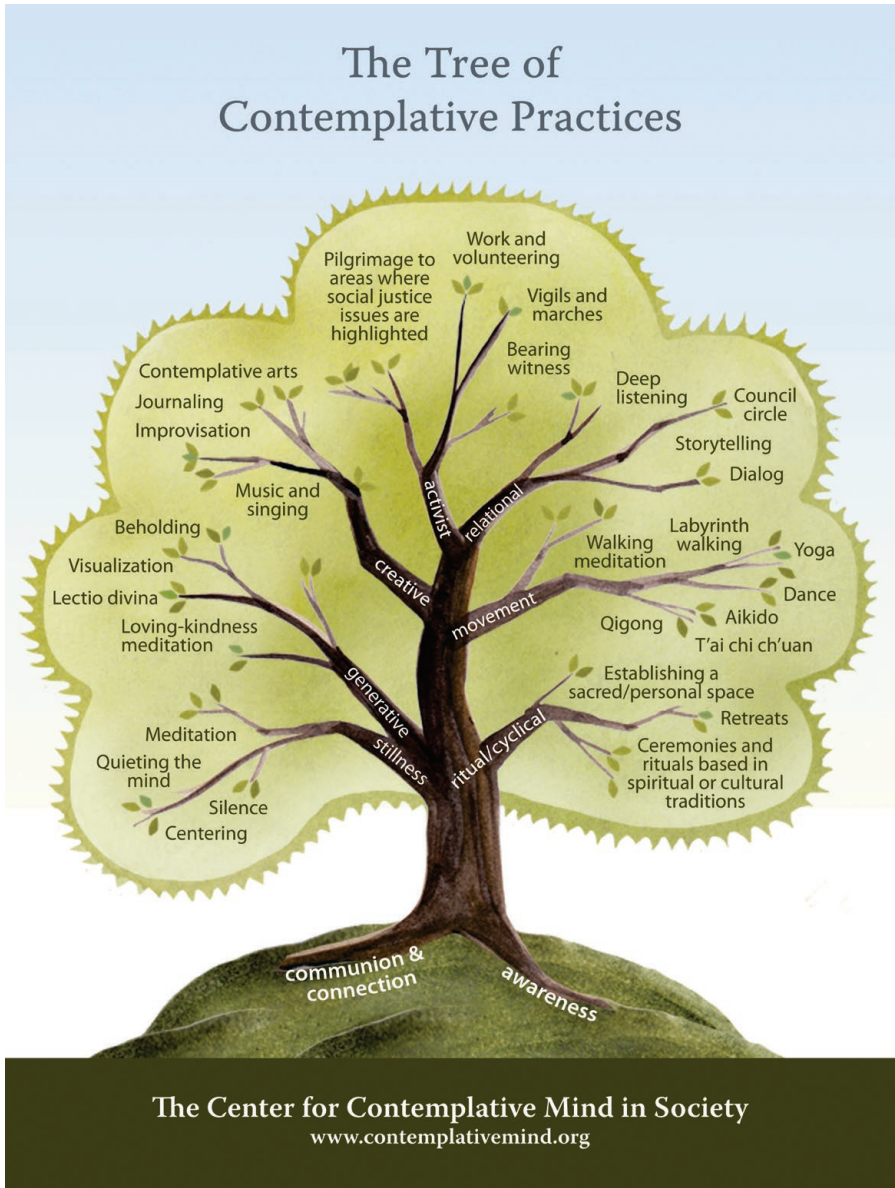 The Tree of
Contemplative Practices
Work and
volunteering
Pilgrimage to
areas where
social justice
issues are
highlighted
Vigils and
marches
Bearing
witness
Contemplative arts
Journaling
Improvisation
Music and
singing
Deep
listening
Council
circle
Storytelling
Dialog
activist
relational
creative
movement
Beholding
Visualization
Lectio divina
Loving-kindness
meditation
Walking
meditation
Labyrinth
walking
Yoga
Dance
Aikido
Qigong
T'ai chi ch'uan
generative
stillness
ritual/cyclical
Meditation
Quieting the
mind
Silence
Centering
Establishing a
sacred/personal space
Retreats
Ceremonies and
rituals based in
spiritual or cultural
traditions
communion &
connection
awareness
The Center for Contemplative Mind in Society
www.contemplativemind.org